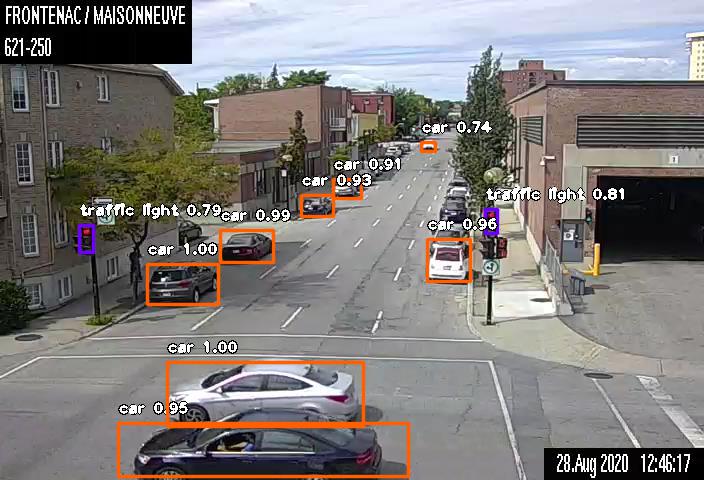 FRONTENAC / MAISONNEUVE
621-250
car 0.74
car 0.91
car 0.93
traffic light 0.81
traffic light 0.79
car 0.99
car 0.96
car 1.00
car 1.00
car 0.95
28.Aug 2020 12:46:17